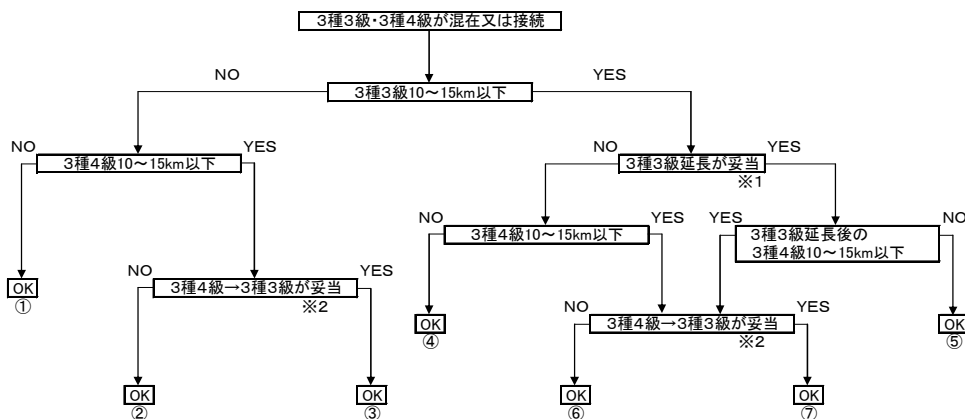 3種3級・3種4級が混在又は接続
NO YES
3種3級10～15km以下
NO YES NO YES
3種4級10～15km以下 3種3級延長が妥当
※1
NO YES YES NO
3種4級10～15km以下 3種3級延長後の
3種4級10～15km以下
NO YES
OK 3種4級→3種3級が妥当
① ※2
NO YES
OK 3種4級→3種3級が妥当 OK
④ ※2 ⑤
OK OK OK OK
② ③ ⑥ ⑦